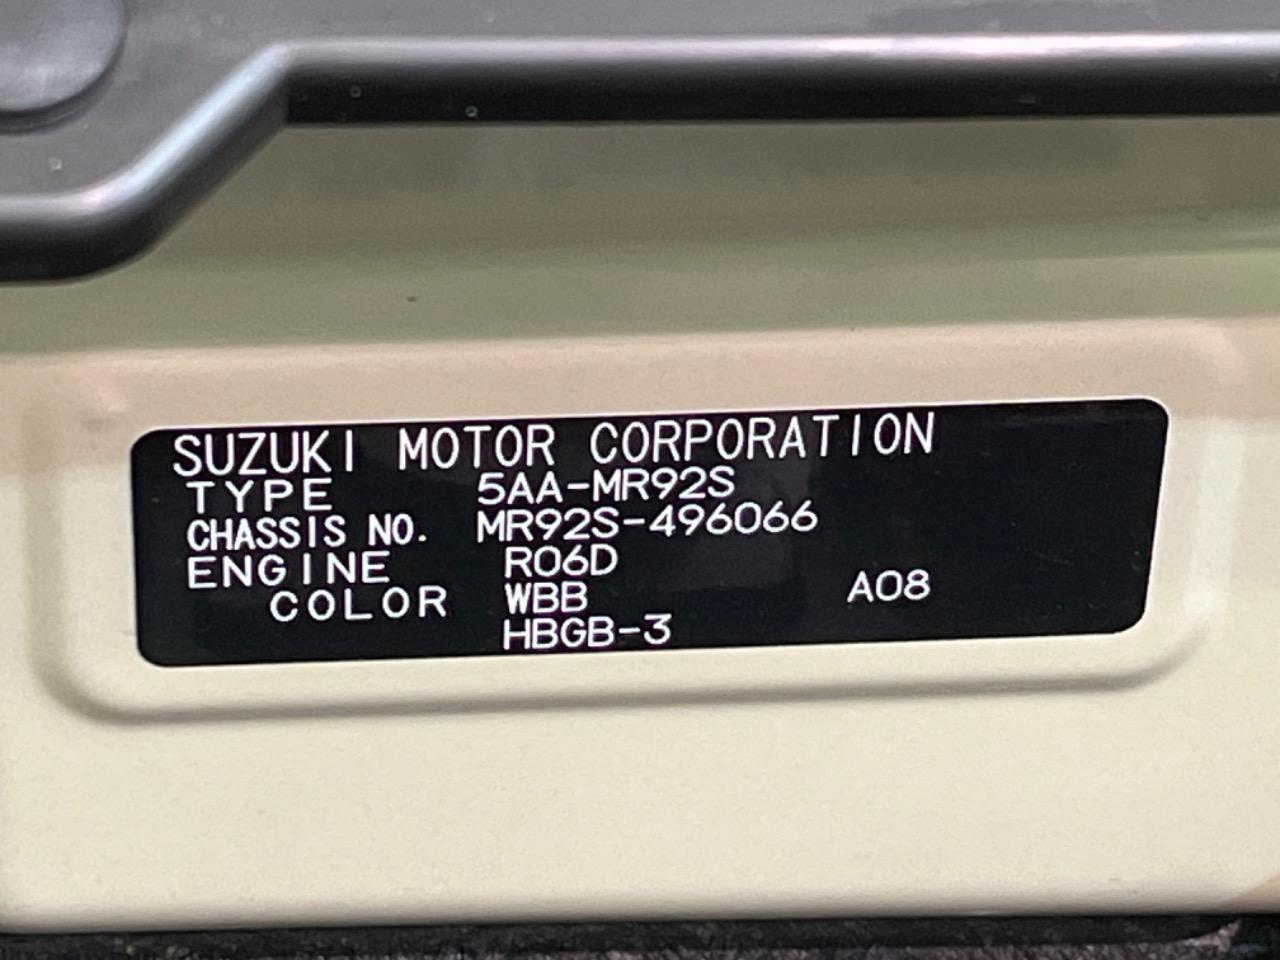 SUZUKI MOTOR CORPORATION
TYPE 5AA-MR92S
CHASSIS NO. MR92S-496066
ENGINE R06D
COLOR WBB A08
HBGB-3